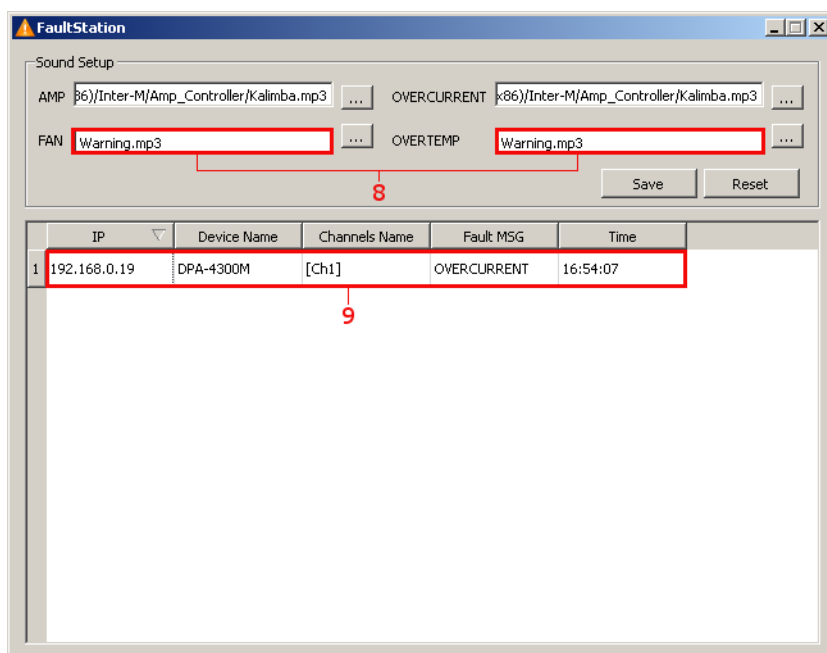 FaultStation
Sound Setup
AMP 86)/Inter-M/Amp_Controller/Kalimba.mp3 ... OVERCURRENT x86)/Inter-M/Amp_Controller/Kalimba.mp3 ...
FAN Warning.mp3 ... OVERTEMP Warning.mp3 ...
8
Save Reset
IP Device Name Channels Name Fault MSG Time
1 192.168.0.19 DPA-4300M [Ch1] OVERCURRENT 16:54:07
9